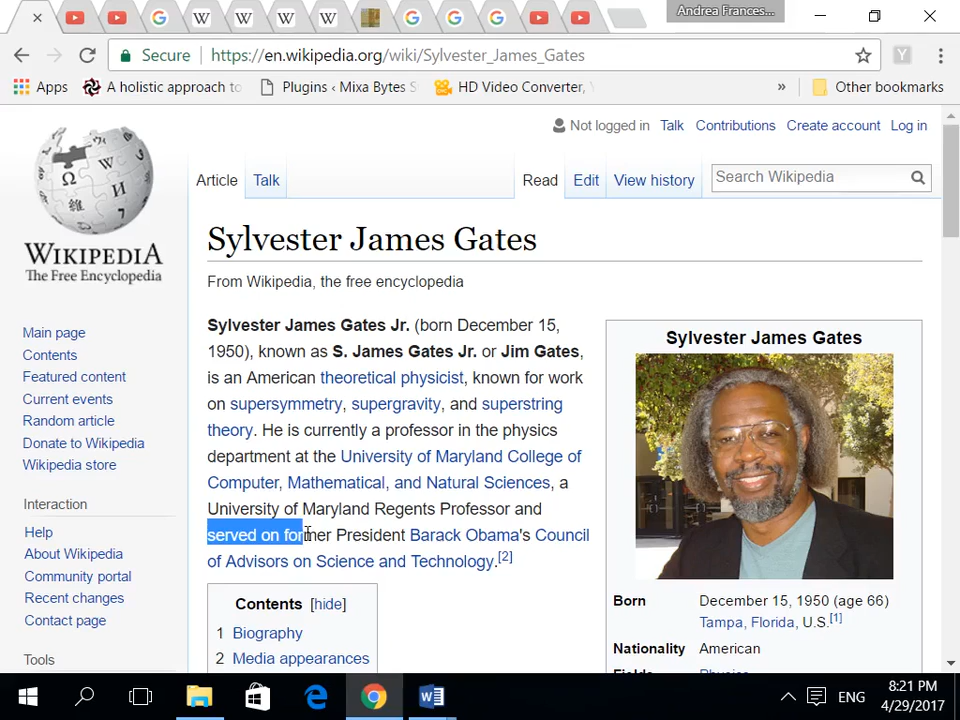 Andrea Frances...
Secure
https://en.wikipedia.org/wiki/Sylvester_James_Gates
Apps
A holistic approach to
Plugins ‹ Mixa Bytes S
HD Video Converter,
»
Other bookmarks
Not logged in Talk Contributions Create account Log in
Article Talk Read Edit View history Search Wikipedia
WIKIPEDIA
The Free Encyclopedia
Main page
Contents
Featured content
Current events
Random article
Donate to Wikipedia
Wikipedia store
Interaction
Help
About Wikipedia
Community portal
Recent changes
Contact page
Tools
Sylvester James Gates
From Wikipedia, the free encyclopedia
Sylvester James Gates Jr. (born December 15,
1950), known as S. James Gates Jr. or Jim Gates,
is an American theoretical physicist, known for work
on supersymmetry, supergravity, and superstring
theory. He is currently a professor in the physics
department at the University of Maryland College of
Computer, Mathematical, and Natural Sciences, a
University of Maryland Regents Professor and
served on former President Barack Obama's Council
of Advisors on Science and Technology.[2]
Contents [hide]
1 Biography
2 Media appearances
Sylvester James Gates
Born December 15, 1950 (age 66)
Tampa, Florida, U.S.[1]
Nationality American
ENG
8:21 PM
4/29/2017